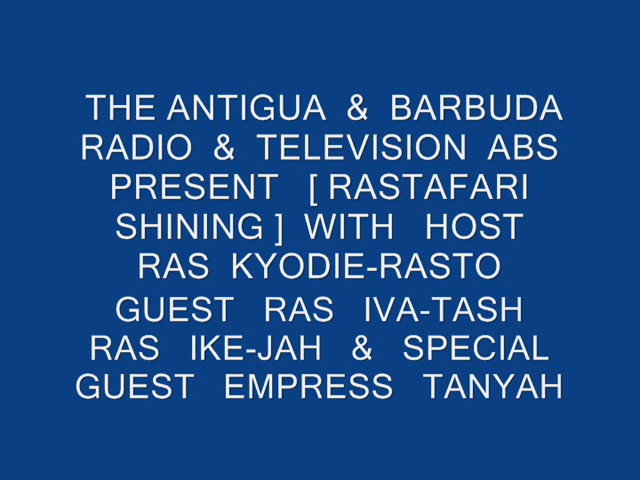 THE ANTIGUA & BARBUDA
RADIO & TELEVISION ABS
PRESENT [ RASTAFARI
SHINING ] WITH HOST
RAS KYODIE-RASTO
GUEST RAS IVA-TASH
RAS IKE-JAH & SPECIAL
GUEST EMPRESS TANYAH